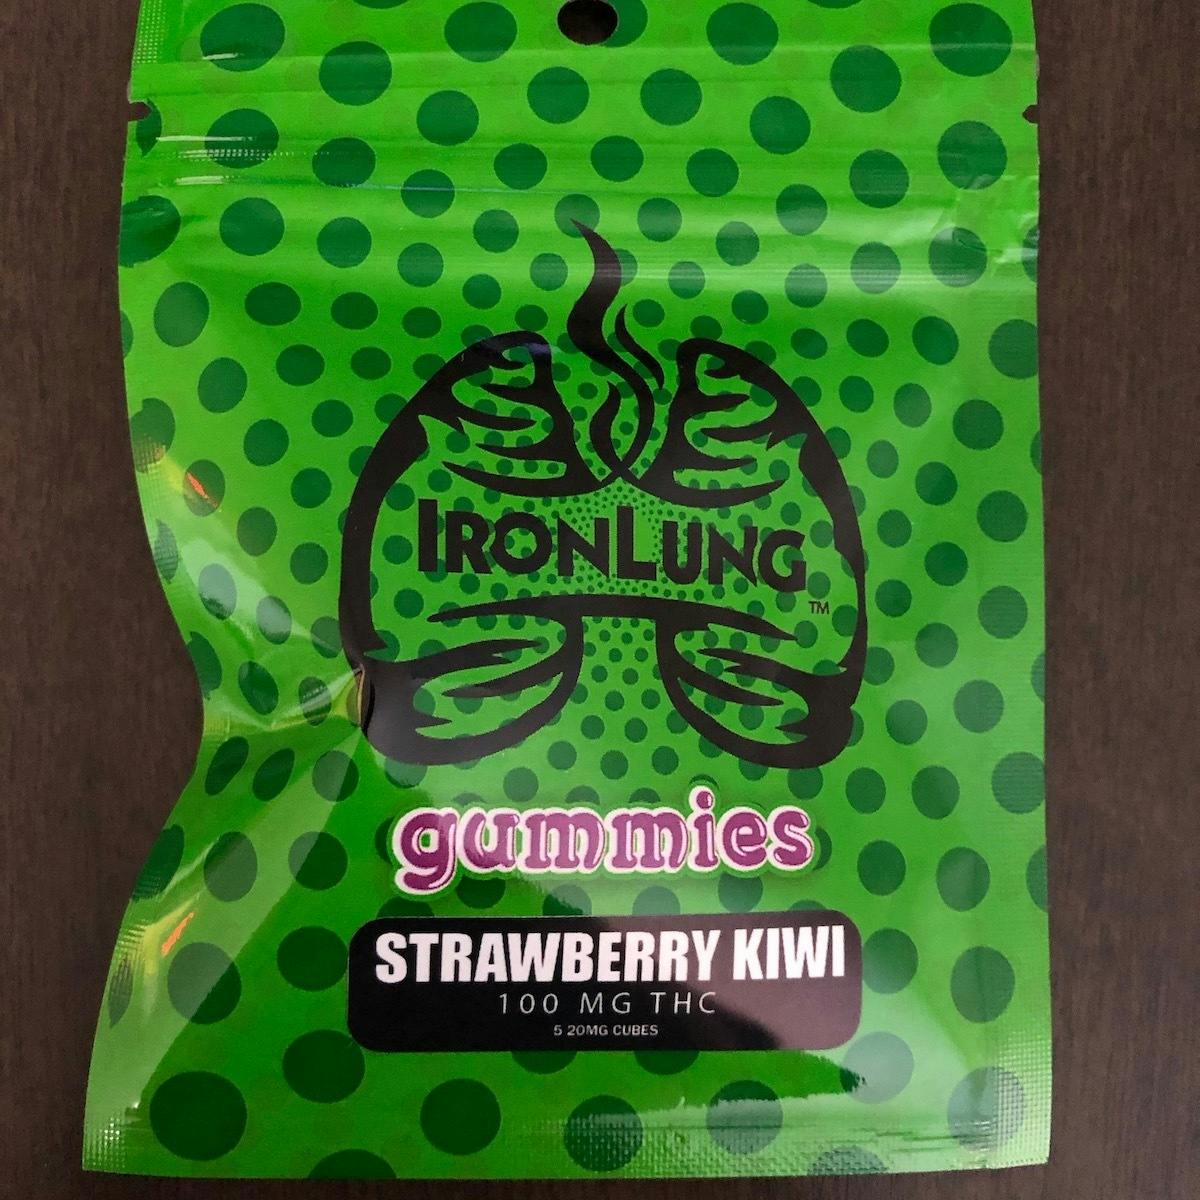 IRONLUNG
TM
gummies
STRAWBERRY KIWI
100 MG THC
5 20MG CUBES